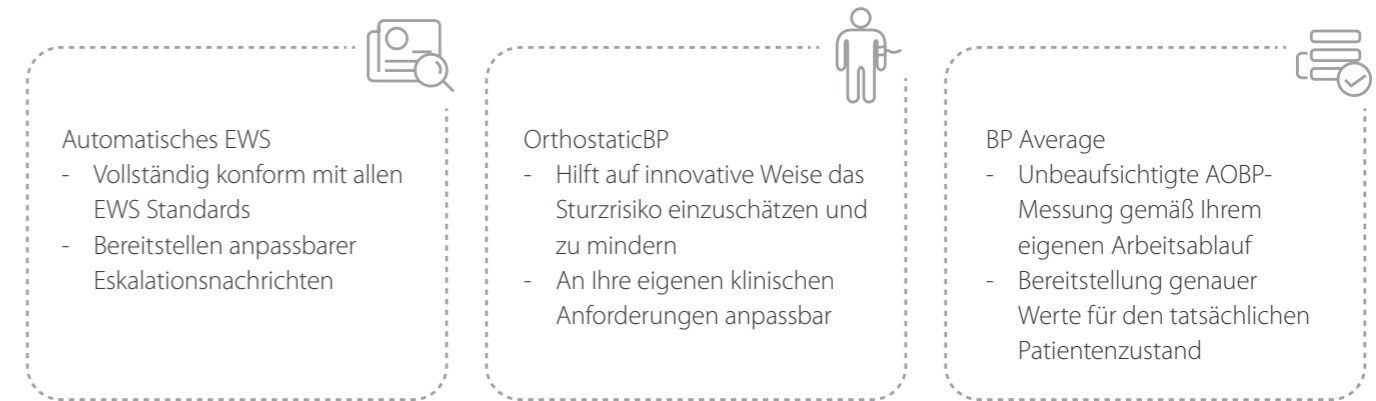 Automatisches EWS
- Vollständig konform mit allen
EWS Standards
- Bereitstellen anpassbarer
Eskalationsnachrichten
OrthostaticBP
- Hilft auf innovative Weise das
Sturzrisiko einzuschätzen und
zu mindern
- An Ihre eigenen klinischen
Anforderungen anpassbar
BP Average
- Unbeaufsichtigte AOBP-
Messung gemäß Ihrem
eigenen Arbeitsablauf
- Bereitstellung genauer
Werte für den tatsächlichen
Patientenzustand